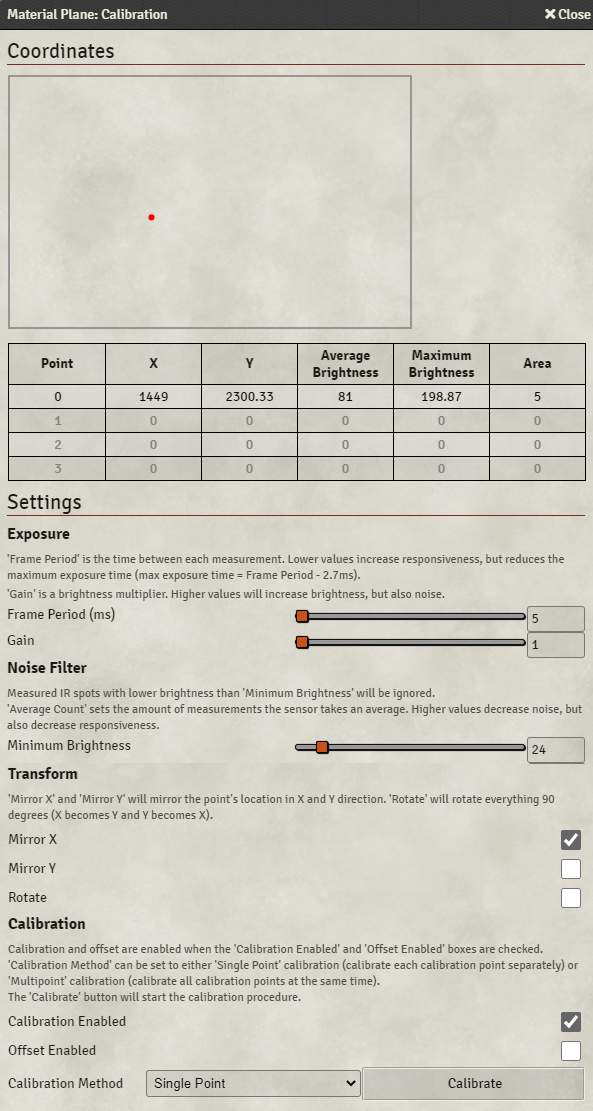 Material Plane: Calibration
Close
Coordinates
Point X Y Average Brightness Maximum Brightness Area
0 1449 2300.33 81 198.87 5
1 0 0 0 0 0
2 0 0 0 0 0
3 0 0 0 0 0
Settings
Exposure
'Frame Period' is the time between each measurement. Lower values increase responsiveness, but reduces the
maximum exposure time (max exposure time = Frame Period - 2.7ms).
'Gain' is a brightness multiplier. Higher values will increase brightness, but also noise.
Frame Period (ms) 5
Gain 1
Noise Filter
Measured IR spots with lower brightness than 'Minimum Brightness' will be ignored.
'Average Count' sets the amount of measurements the sensor takes an average. Higher values decrease noise, but
also decrease responsiveness.
Minimum Brightness 24
Transform
'Mirror X' and 'Mirror Y' will mirror the point's location in X and Y direction. 'Rotate' will rotate everything 90
degrees (X becomes Y and Y becomes X).
Mirror X
Mirror Y
Rotate
Calibration
Calibration and offset are enabled when the 'Calibration Enabled' and 'Offset Enabled' boxes are checked.
'Calibration Method' can be set to either 'Single Point' calibration (calibrate each calibration point separately) or
'Multipoint' calibration (calibrate all calibration points at the same time).
The 'Calibrate' button will start the calibration procedure.
Calibration Enabled
Offset Enabled
Calibration Method Single Point Calibrate